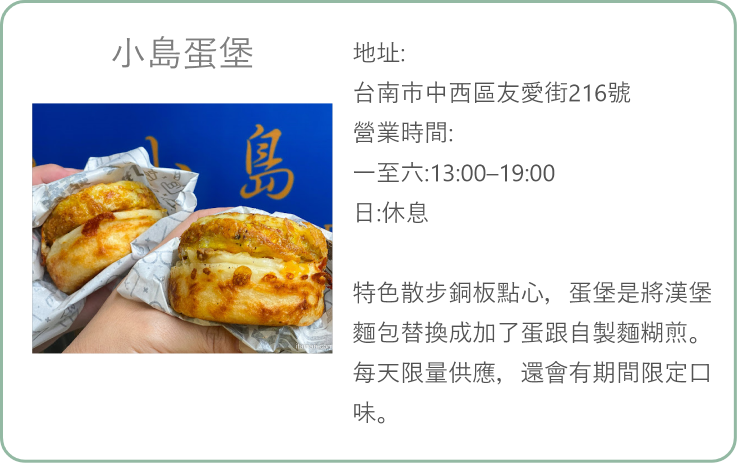 小島蛋堡
小島
地址:
台南市中西區友愛街216號
營業時間:
一至六:13:00–19:00
日:休息
特色散步銅板點心，蛋堡是將漢堡
麵包替換成加了蛋跟自製麵糊煎。
每天限量供應，還會有期間限定口
味。